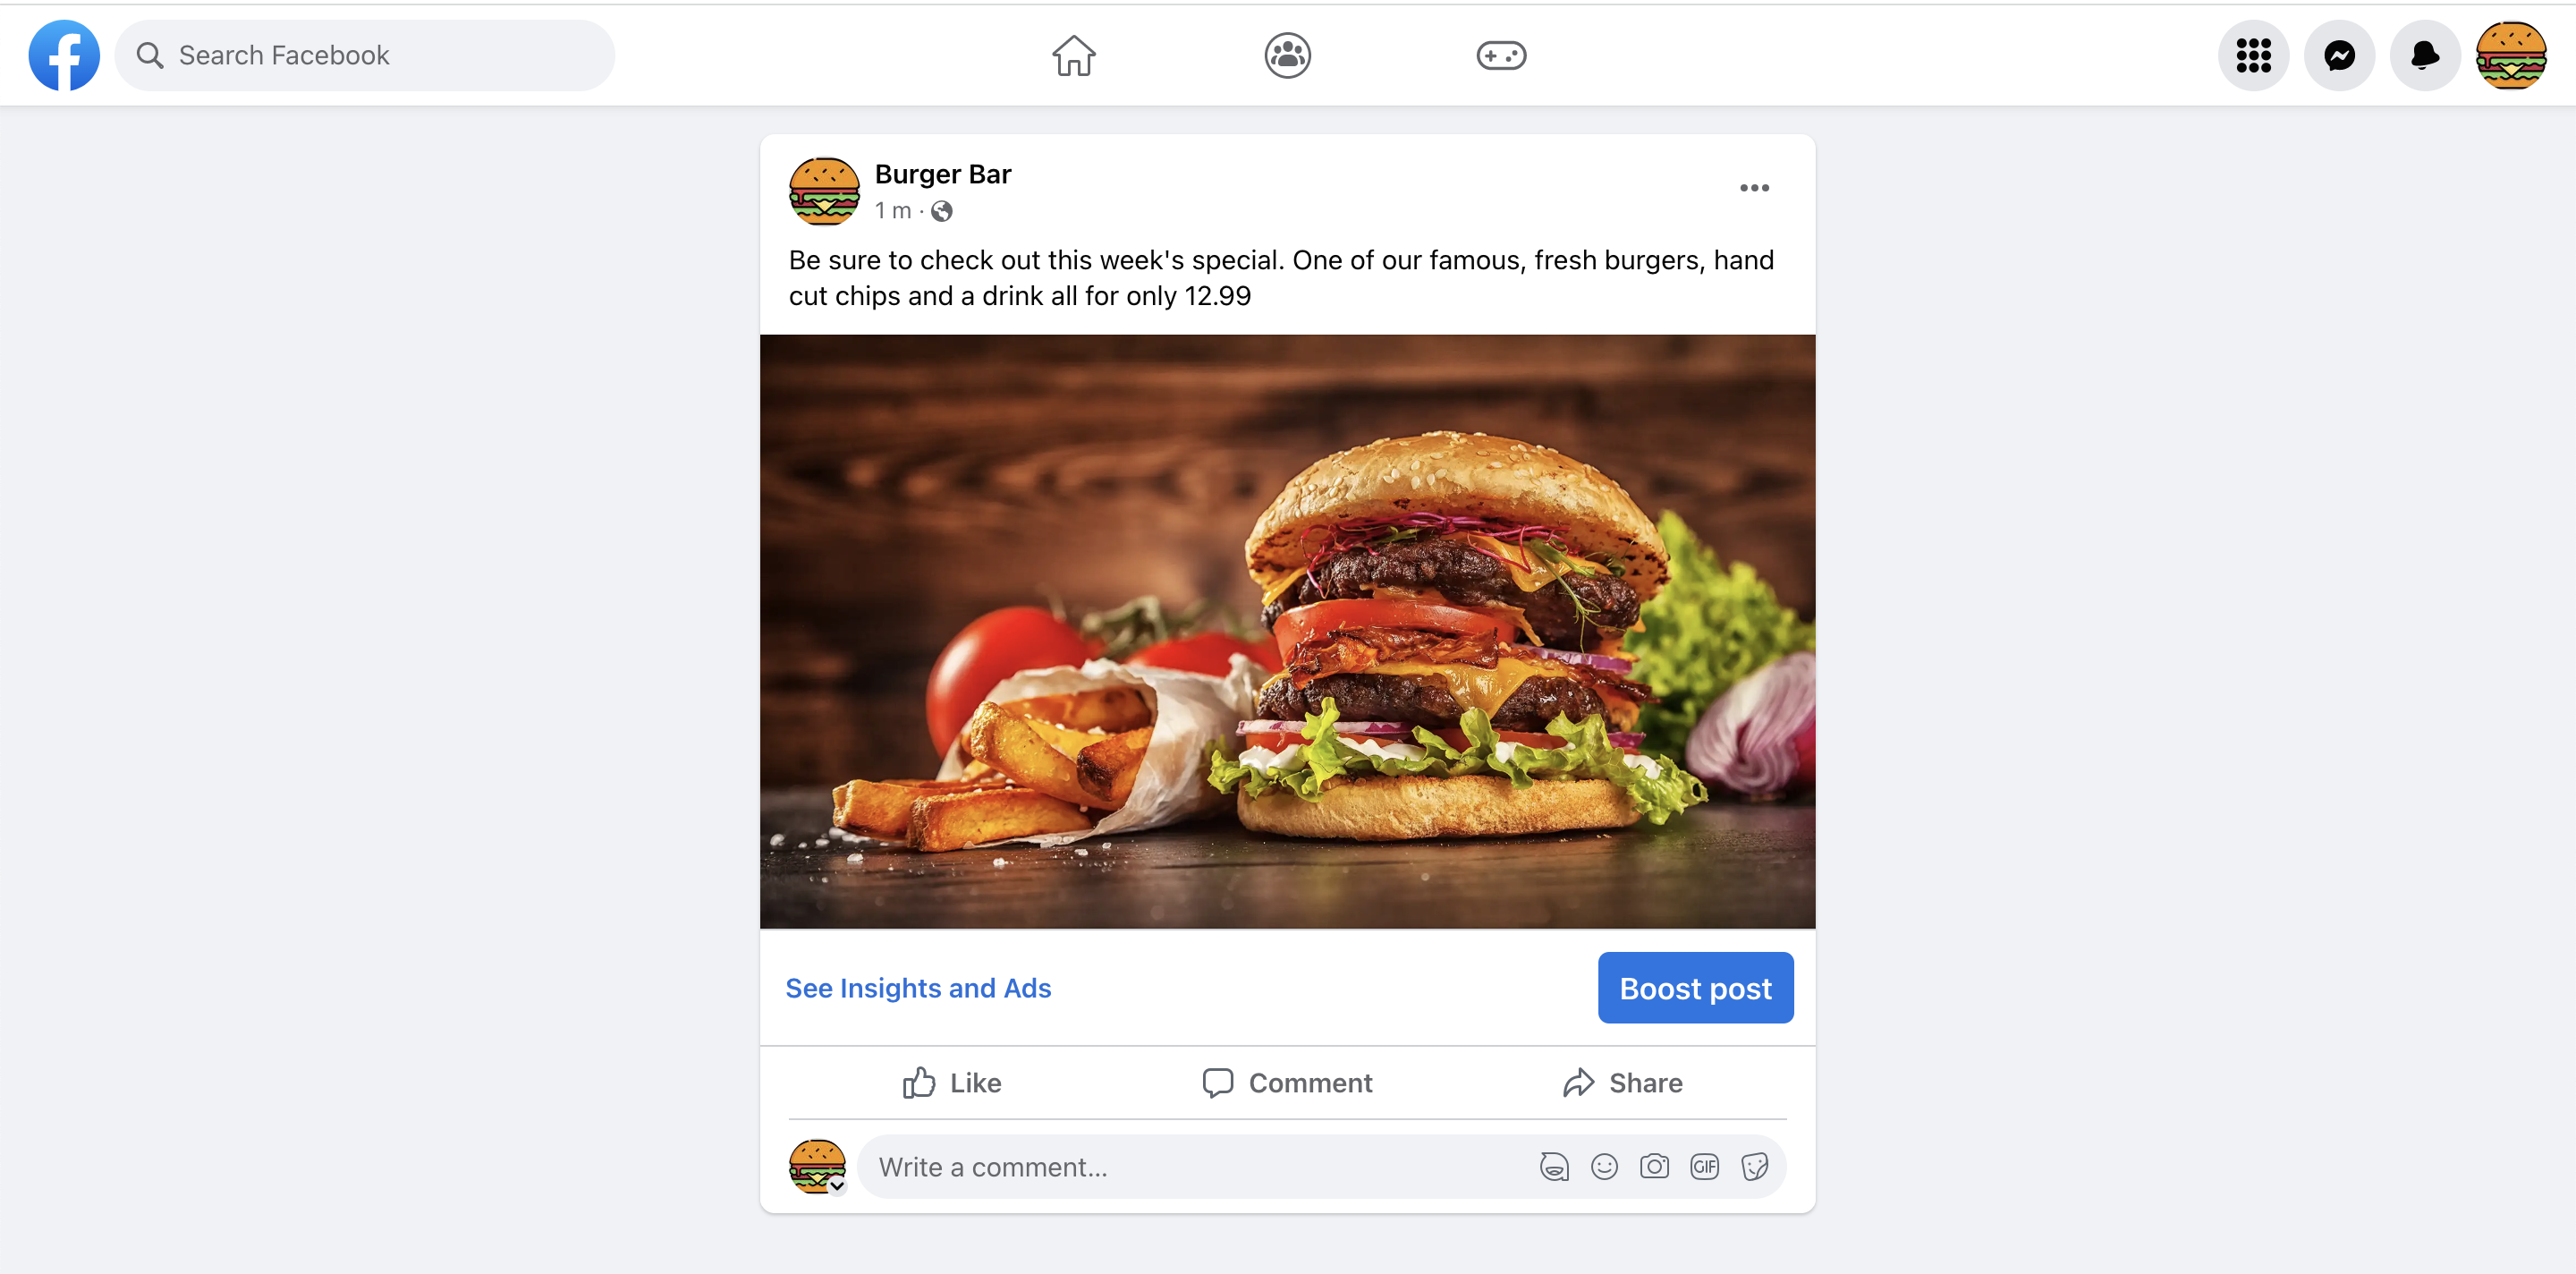 Search Facebook
Burger Bar
1 m ·
Be sure to check out this week's special. One of our famous, fresh burgers, hand
cut chips and a drink all for only 12.99
See Insights and Ads
Boost post
Like
Comment
Share
Write a comment...
GIF